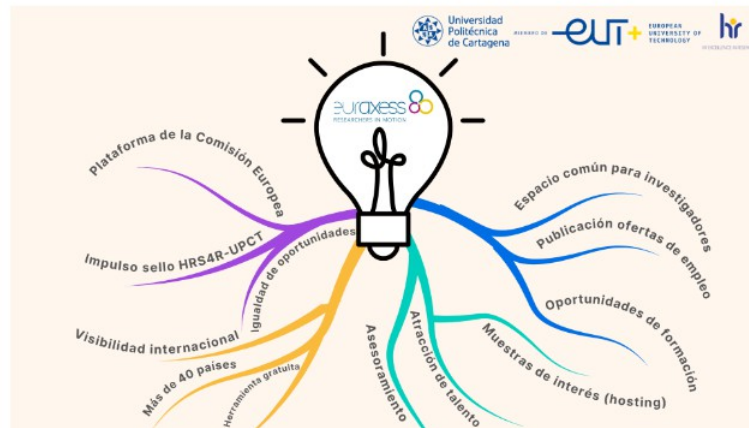 Universidad
Politécnica
de Cartagena
EUT+
EUROPEAN
UNIVERSITY OF
TECHNOLOGY
hr
euraxess
RESEARCHERS IN MOTION
Plataforma de la Comisión Europea
Impulso sello HRS4R-UPCT
Igualdad de oportunidades
Visibilidad internacional
Más de 40 países
Herramienta gratuita
Asesoramiento
Atracción de talento
Muestras de interés (hosting)
Espacio común para investigadores
Publicación ofertas de empleo
Oportunidades de formación